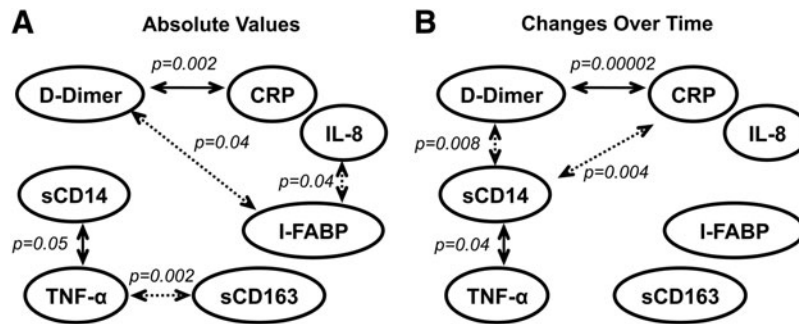 A Absolute Values
p=0.002
D-Dimer CRP
IL-8
p=0.04
p=0.04
sCD14
I-FABP
p=0.05
p=0.002
TNF-α sCD163
B Changes Over Time
p=0.00002
D-Dimer CRP
IL-8
p=0.008
p=0.004
sCD14
I-FABP
p=0.04
TNF-α sCD163